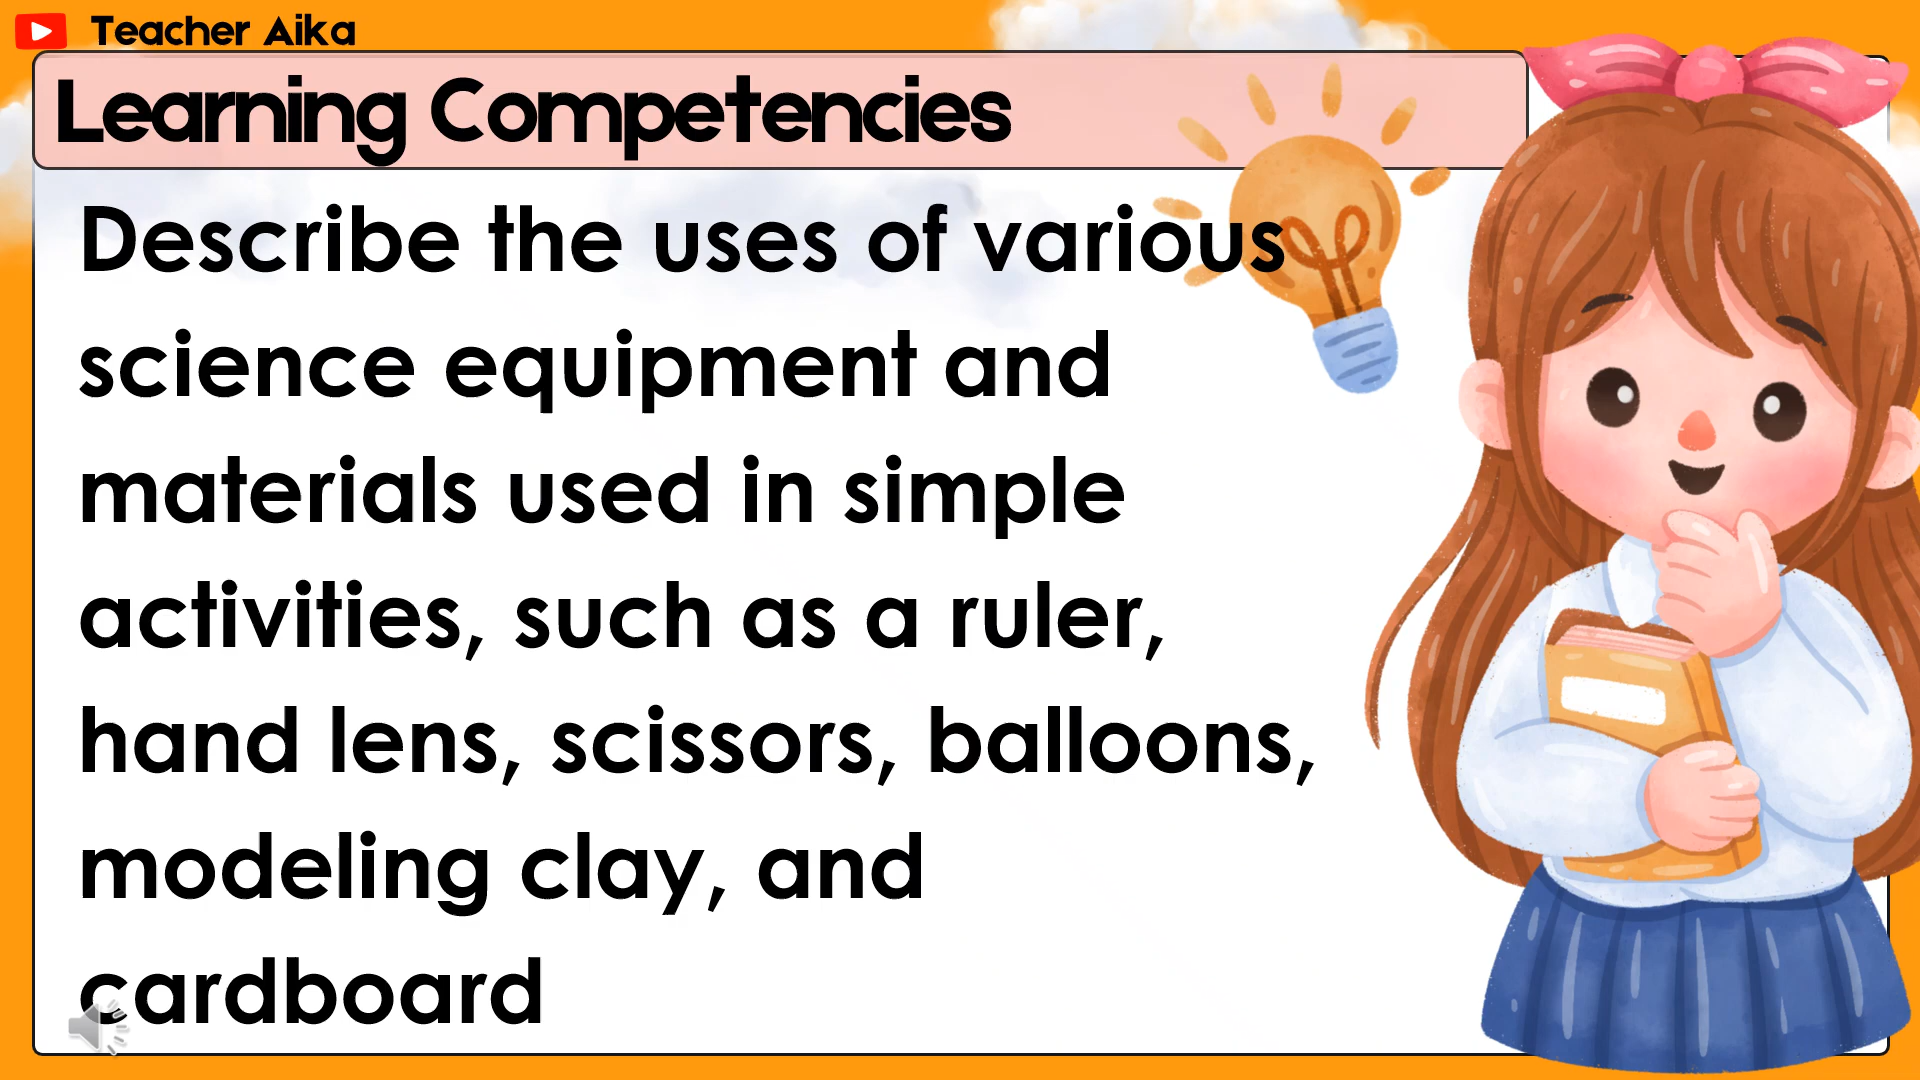 Teacher Aika
Learning Competencies
Describe the uses of various
science equipment and
materials used in simple
activities, such as a ruler,
hand lens, scissors, balloons,
modeling clay, and
cardboard